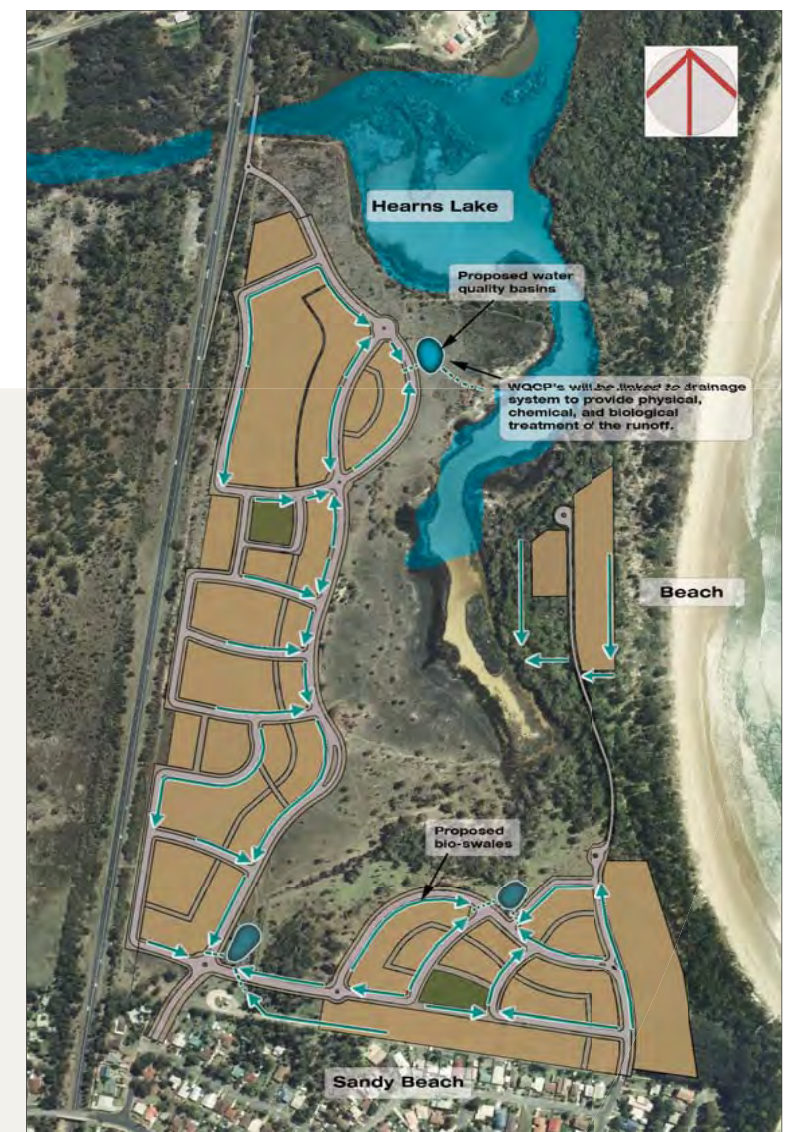 Hearns Lake
Proposed water
quality basins
WQCP's will be linked to drainage
system to provide physical,
chemical, and biological
treatment of the runoff.
Beach
Proposed
bio-swales
Sandy Beach